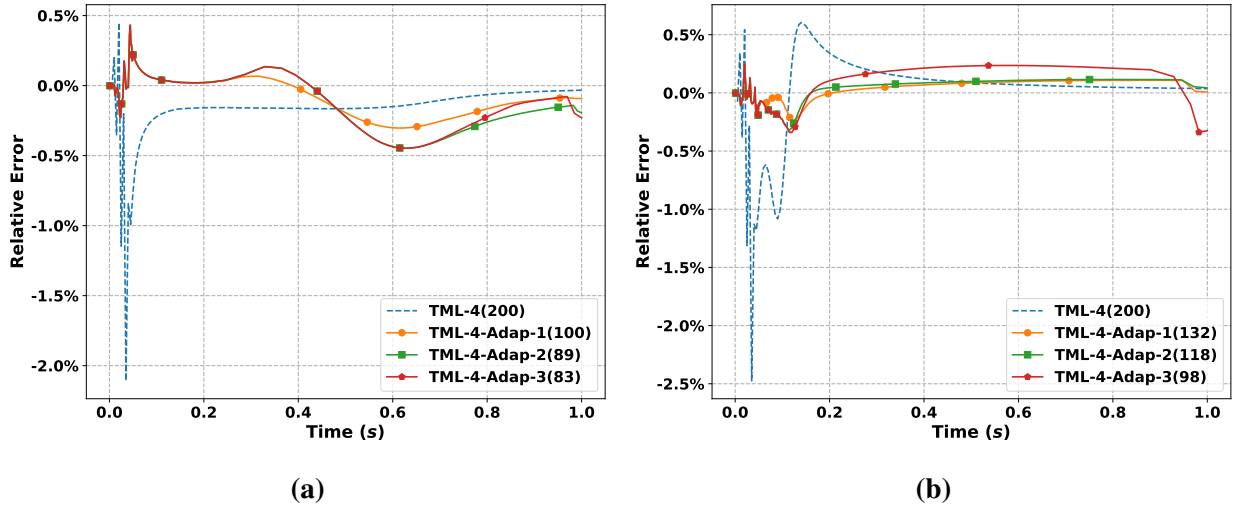 0.5%
0.0%
-0.5%
-1.0%
-1.5%
-2.0%
Relative Error
TML-4(200)
TML-4-Adap-1(100)
TML-4-Adap-2(89)
TML-4-Adap-3(83)
0.0 0.2 0.4 0.6 0.8 1.0
Time (s)
(a)
0.5%
0.0%
-0.5%
-1.0%
-1.5%
-2.0%
-2.5%
Relative Error
TML-4(200)
TML-4-Adap-1(132)
TML-4-Adap-2(118)
TML-4-Adap-3(98)
0.0 0.2 0.4 0.6 0.8 1.0
Time (s)
(b)